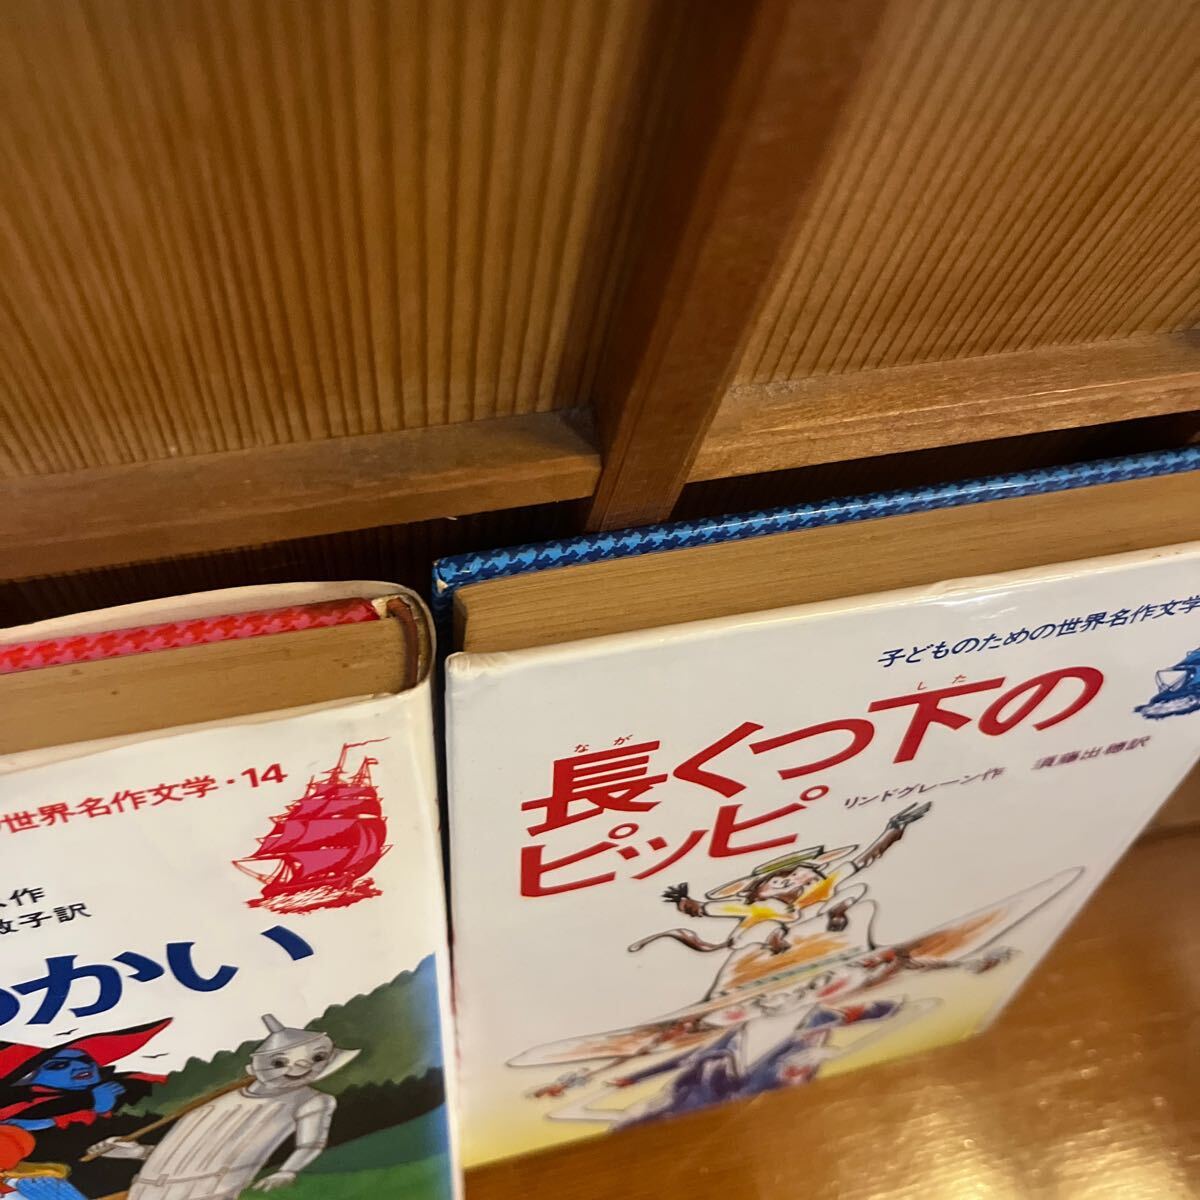 世界名作文学・14
作
敏子訳
かい
子どものための世界名作文学
長くつ下の
なが
した
ピッピ
リンドグレーン作 須藤出穂訳